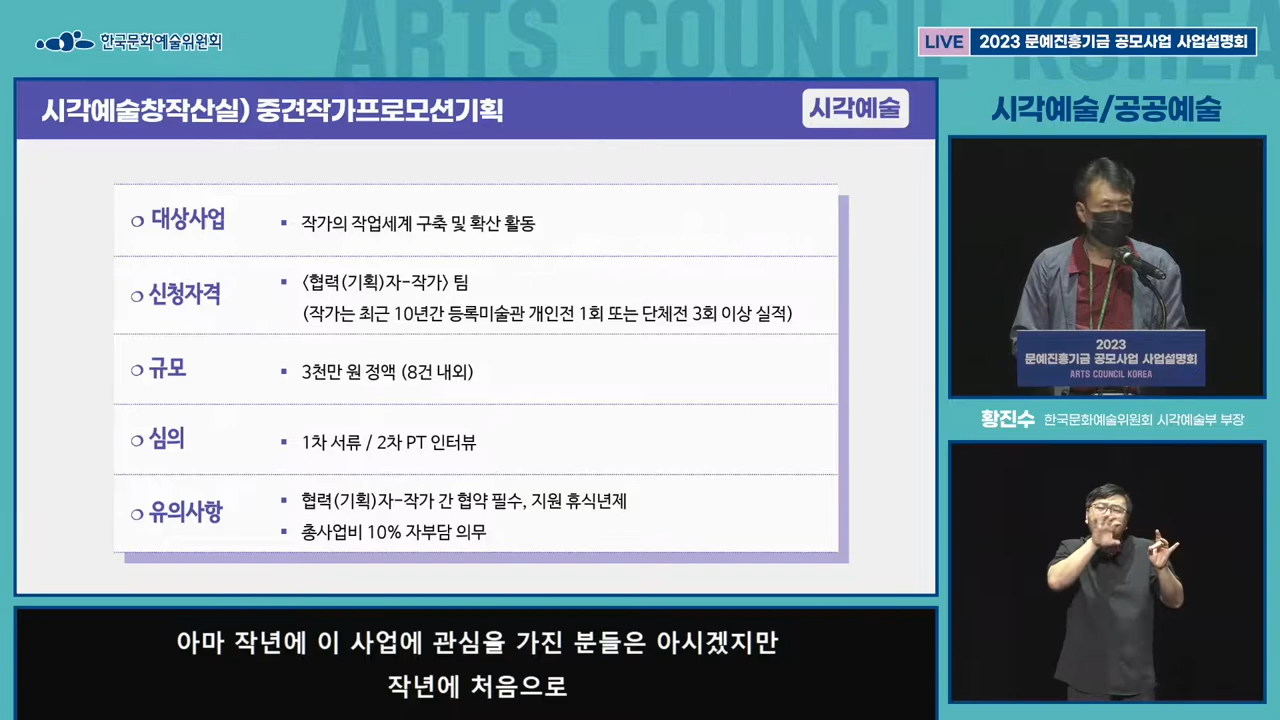 ARTS COUNCIL KOREA
한국문화예술위원회
LIVE 2023 문예진흥기금 공모사업 사업설명회
시각예술창작산실) 중견작가프로모션기획
시각예술
시각예술/공공예술
대상사업
▪ 작가의 작업세계 구축 및 확산 활동
신청자격
▪ <협력(기획)자-작가> 팀
(작가는 최근 10년간 등록미술관 개인전 1회 또는 단체전 3회 이상 실적)
규모
▪ 3천만 원 정액 (8건 내외)
심의
▪ 1차 서류 / 2차 PT 인터뷰
유의사항
▪ 협력(기획)자-작가 간 협약 필수, 지원 휴식년제
▪ 총사업비 10% 자부담 의무
2023
문예진흥기금 공모사업 사업설명회
ARTS COUNCIL KOREA
황진수 한국문화예술위원회 시각예술부 부장
아마 작년에 이 사업에 관심을 가진 분들은 아시겠지만
작년에 처음으로